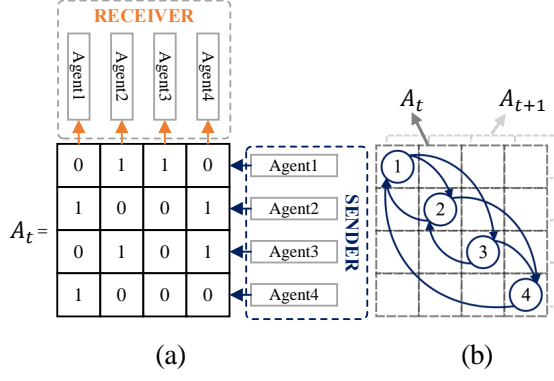 RECEIVER
Agent1 Agent2 Agent3 Agent4
A_t A_{t+1}
0 1 1 0 Agent1
1 0 0 1 Agent2
A_t =
0 1 0 1 Agent3
1 0 0 0 Agent4
SENDER
1
2
3
4
(a) (b)